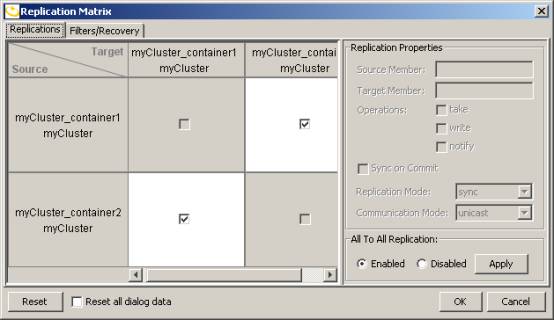 Replication Matrix
Replications Filters/Recovery
Target
Source
myCluster_container1
myCluster
myCluster_contai
myCluster
myCluster_container1
myCluster
myCluster_container2
myCluster
Replication Properties
Source Member:
Target Member:
Operations: take
write
notify
Sync on Commit
Replication Mode: sync
Communication Mode: unicast
All To All Replication:
Enabled Disabled Apply
Reset Reset all dialog data OK Cancel